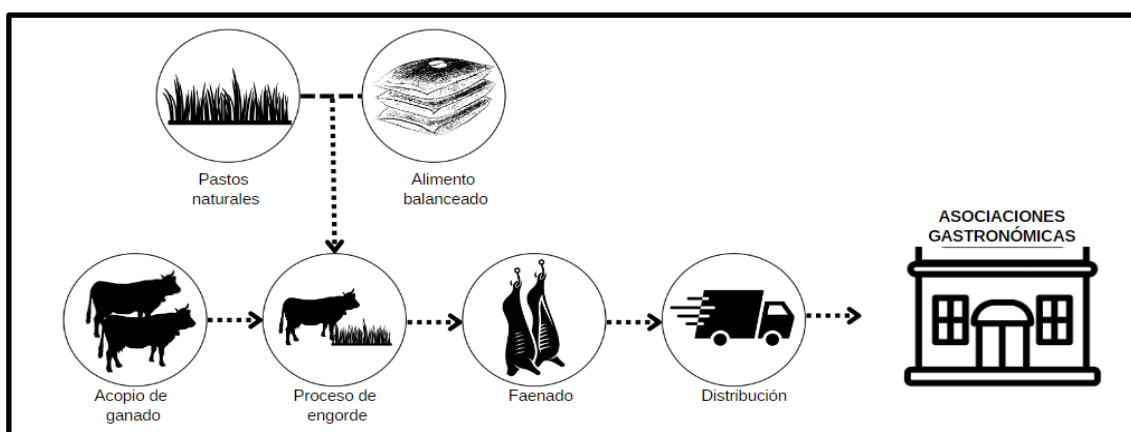 Pastos
naturales
Alimento
balanceado
ASOCIACIONES
GASTRONÓMICAS
Acopio de
ganado
Proceso de
engorde
Faenado
Distribución